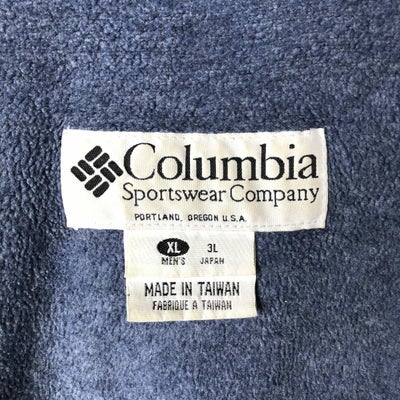 Columbia
Sportswear Company
PORTLAND, OREGON U.S.A.
XL 3L
MEN'S JAPAN
MADE IN TAIWAN
FABRIQUE A TAIWAN